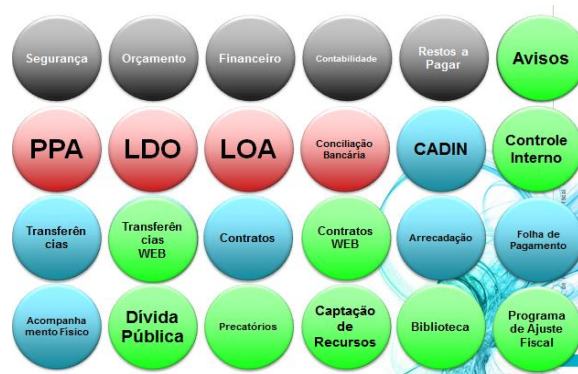 Segurança
Orçamento
Financeiro
Contabilidade
Restos a
Pagar
Avisos
PPA
LDO
LOA
Conciliação
Bancária
CADIN
Controle
Interno
Transferên
cias
Transferên
cias
WEB
Contratos
Contratos
WEB
Arrecadação
Folha de
Pagamento
Acompanha
mento Físico
Dívida
Pública
Precatórios
Captação
de
Recursos
Biblioteca
Programa
de Ajuste
Fiscal